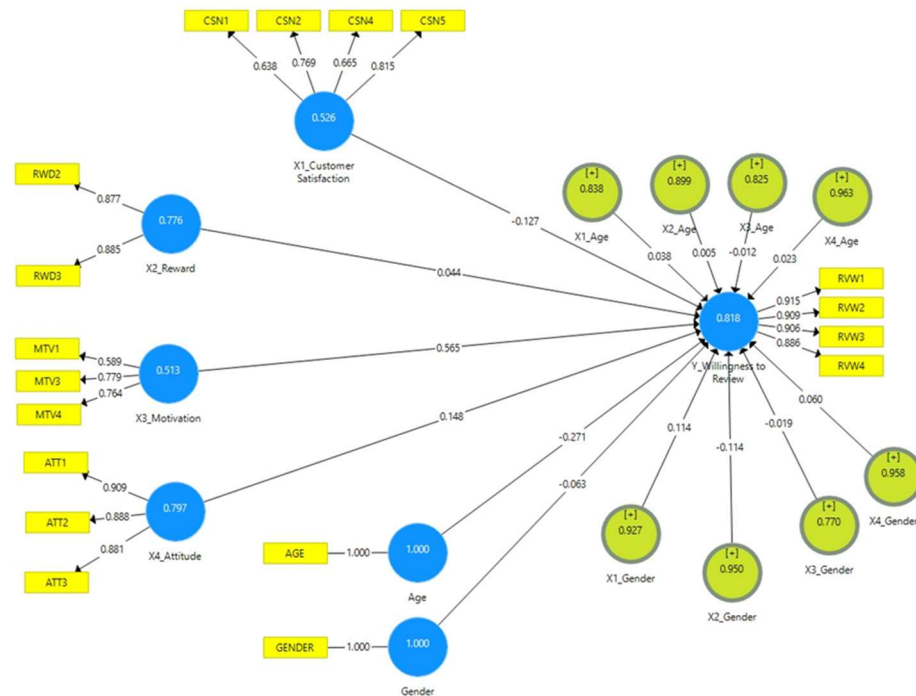 CSN1 CSN2 CSN4 CSN5
0.638 0.769 0.665 0.815
0.526
X1_Customer
Satisfaction
RWD2
0.877
0.776
RWD3
0.885
X2_Reward
MTV1
0.589
MTV3
0.779
MTV4
0.764
0.513
X3_Motivation
ATT1
0.909
ATT2
0.888
ATT3
0.881
0.797
X4_Attitude
-0.127
0.044
0.565
0.148
-0.271
-0.063
AGE
1.000
1.000
Age
GENDER
1.000
1.000
Gender
[+]
0.838
X1_Age
[+]
0.899
X2_Age
[+]
0.825
X3_Age
[+]
0.963
X4_Age
0.038
0.005
-0.012
0.023
0.818
Y_Willingness to
Review
0.915
RVW1
0.909
RVW2
0.906
RVW3
0.886
RVW4
0.114
-0.114
-0.019
0.060
[+]
0.927
X1_Gender
[+]
0.950
X2_Gender
[+]
0.770
X3_Gender
[+]
0.958
X4_Gender